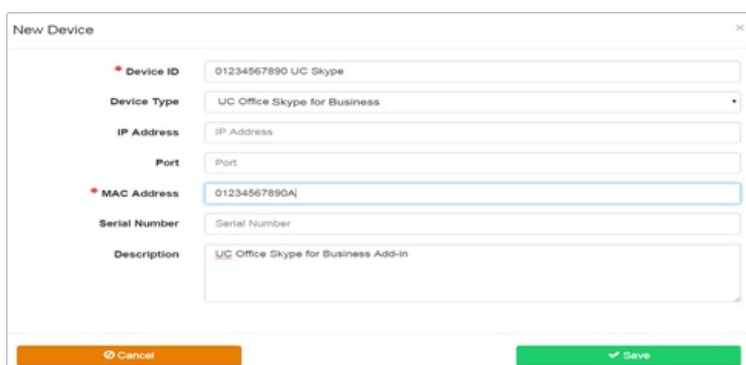 New Device ×
* Device ID 01234567890 UC Skype
Device Type UC Office Skype for Business
IP Address IP Address
Port Port
* MAC Address 01234567890A
Serial Number Serial Number
Description UC Office Skype for Business Add-in
Cancel Save